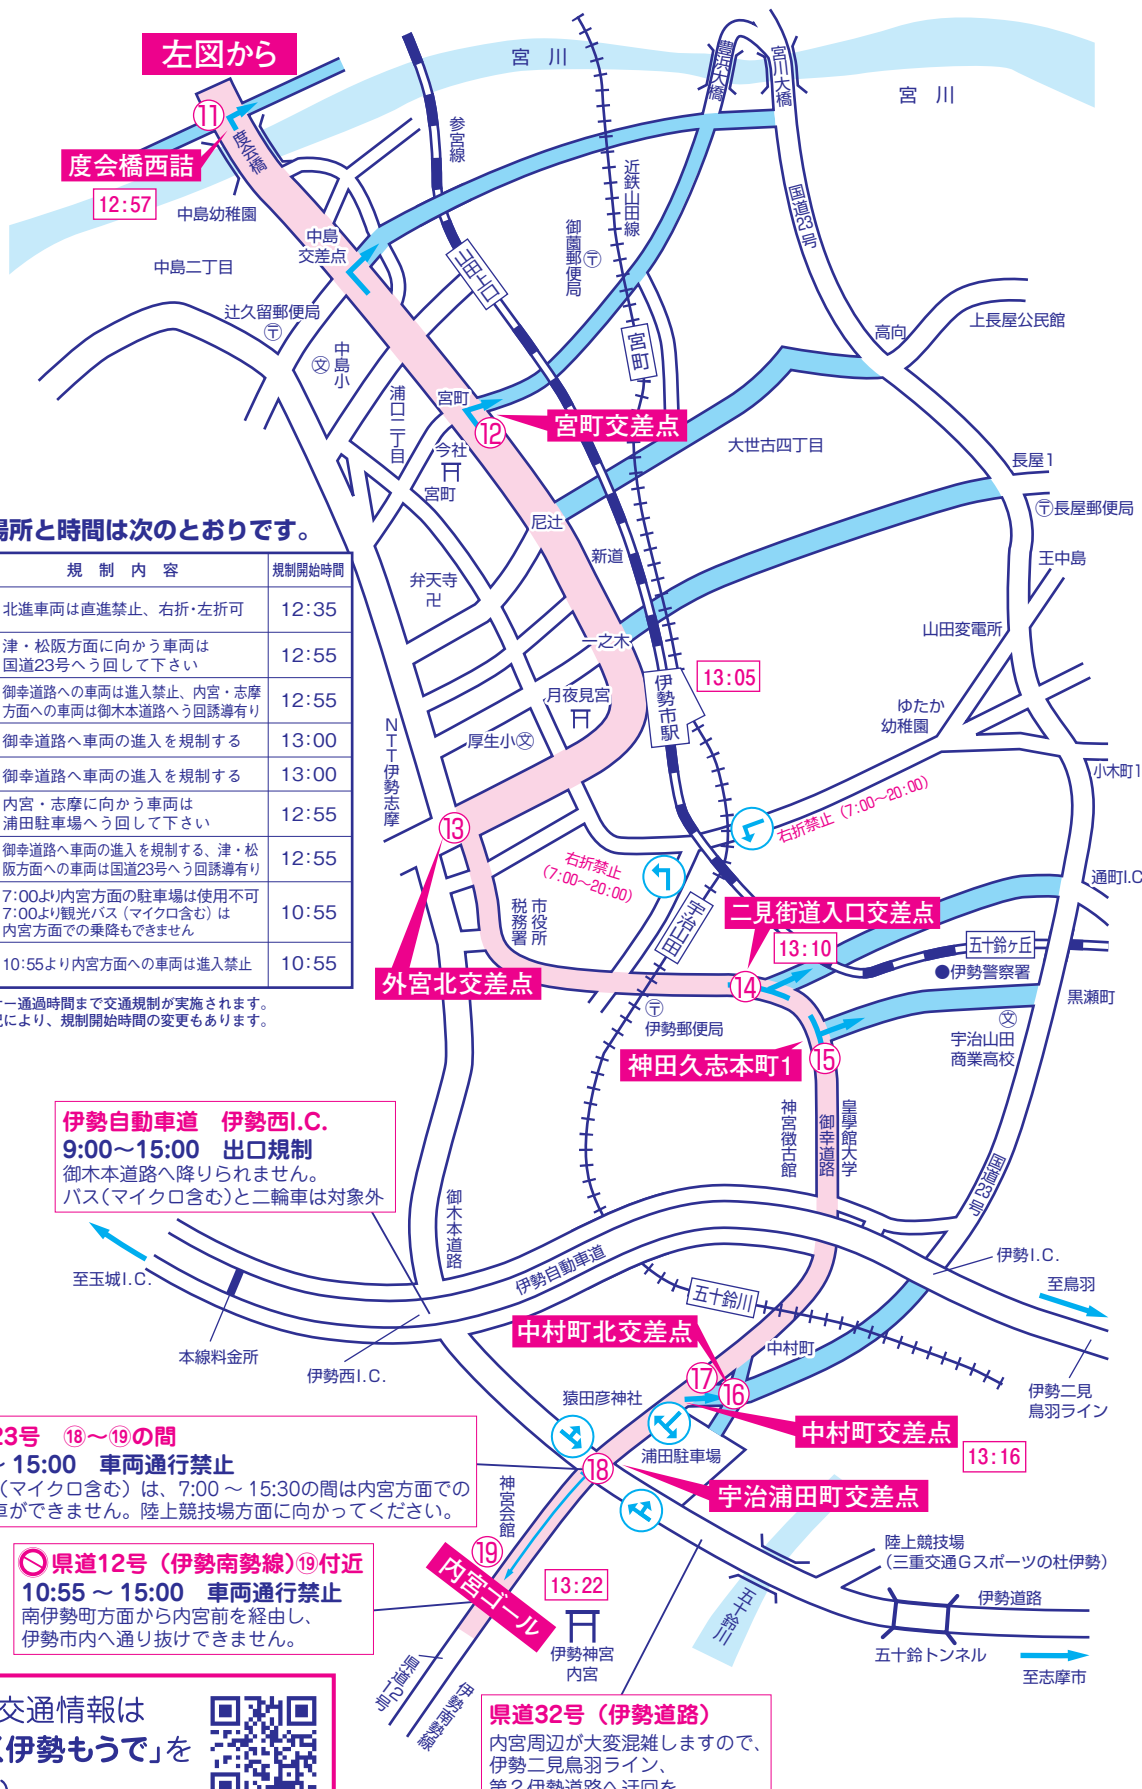 左図から
宮川
宮川
豊浜大橋
宮川大橋
⑪
度会橋
度会橋西詰
12:57
参宮線
近鉄山田線
国道23号
中島幼稚園
中島
交差点
中島二丁目
山田上口
御薗郵便局
〒
辻久留郵便局
〒
文
中島小
宮町
高向
上長屋公民館
浦口二丁目
宮町
⑫
宮町交差点
今社
宮町
大世古四丁目
長屋1
〒長屋郵便局
尼辻
新道
王中島
弁天寺
卍
一之木
山田変電所
場所と時間は次のとおりです。
規制内容 規制開始時間
北進車両は直進禁止、右折・左折可 12:35
津・松阪方面に向かう車両は
国道23号へう回して下さい 12:55
御幸道路への車両は進入禁止、内宮・志摩
方面への車両は御木本道路へう回誘導有り 12:55
御幸道路へ車両の進入を規制する 13:00
御幸道路へ車両の進入を規制する 13:00
内宮・志摩に向かう車両は
浦田駐車場へう回して下さい 12:55
御幸道路へ車両の進入を規制する、津・松
阪方面への車両は国道23号へう回誘導有り 12:55
7:00より内宮方面の駐車場は使用不可
7:00より観光バス（マイクロ含む）は
内宮方面での乗降もできません 10:55
10:55より内宮方面への車両は進入禁止 10:55
ー通過時間まで交通規制が実施されます。
により、規制開始時間の変更もあります。
伊勢市駅
13:05
月夜見宮
厚生小文
NTT伊勢志摩
ゆたか
幼稚園
小木町1
⑬
右折禁止（7:00～20:00）
右折禁止
（7:00～20:00）
通町I.C
市役所
税務署
宇治山田
二見街道入口交差点
13:10
五十鈴ヶ丘
●伊勢警察署
外宮北交差点
⑭
〒
伊勢郵便局
黒瀬町
文
宇治山田
商業高校
神田久志本町1
⑮
神宮徴古館
御幸道路
皇學館大学
国道23号
伊勢自動車道 伊勢西I.C.
9:00～15:00 出口規制
御木本道路へ降りられません。
バス(マイクロ含む)と二輪車は対象外
御木本道路
至玉城I.C.
伊勢自動車道
伊勢I.C.
至鳥羽
五十鈴川
本線料金所
伊勢西I.C.
中村町北交差点
中村町
⑰
⑯
伊勢二見
鳥羽ライン
猿田彦神社
中村町交差点
浦田駐車場
13:16
23号 ⑱～⑲の間
～ 15:00 車両通行禁止
（マイクロ含む）は、7:00 ～ 15:30の間は内宮方面での
車ができません。陸上競技場方面に向かってください。
⑱
宇治浦田町交差点
神宮会館
⑲
内宮ゴール
13:22
伊勢神宮
内宮
県道12号（伊勢南勢線）⑲付近
10:55 ～ 15:00 車両通行禁止
南伊勢町方面から内宮前を経由し、
伊勢市内へ通り抜けできません。
陸上競技場
（三重交通Gスポーツの杜伊勢）
伊勢道路
五十鈴川
五十鈴トンネル
至志摩市
県道12号
伊勢南勢線
交通情報は
伊勢もうで」を
県道32号（伊勢道路）
内宮周辺が大変混雑しますので、
伊勢二見鳥羽ライン、
第2伊勢道路へ迂回を